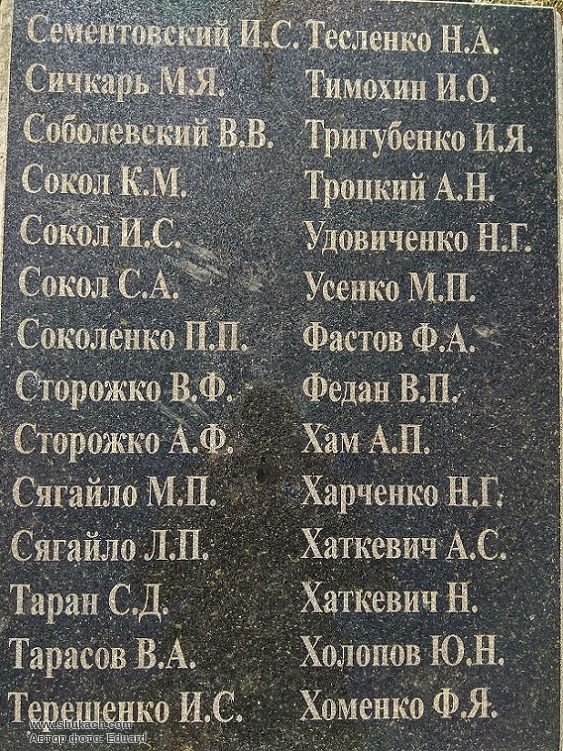 Сементовский И.С.
Сичкарь М.Я.
Соболевский В.В.
Сокол К.М.
Сокол И.С.
Сокол С.А.
Соколенко П.П.
Сторожко В.Ф.
Сторожко А.Ф.
Сягайло М.П.
Сягайло Л.П.
Таран С.Д.
Тарасов В.А.
Терещенко И.С.
Тесленко Н.А.
Тимохин И.О.
Тригубенко И.Я.
Троцкий А.Н.
Удовиченко Н.Г.
Усенко М.П.
Фастов Ф.А.
Федан В.П.
Хам А.П.
Харченко Н.Г.
Хаткевич А.С.
Хаткевич Н.
Холопов Ю.Н.
Хоменко Ф.Я.
www.shukach.com
Автор фото: Eduard